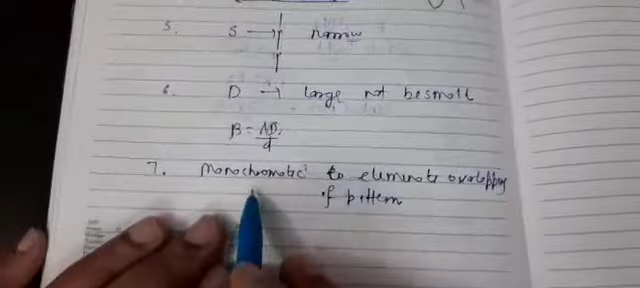 5. S → narrow
6. D → Large not be small
β = λD/d
7. Monochromatic to eliminate overlapping
of pattern